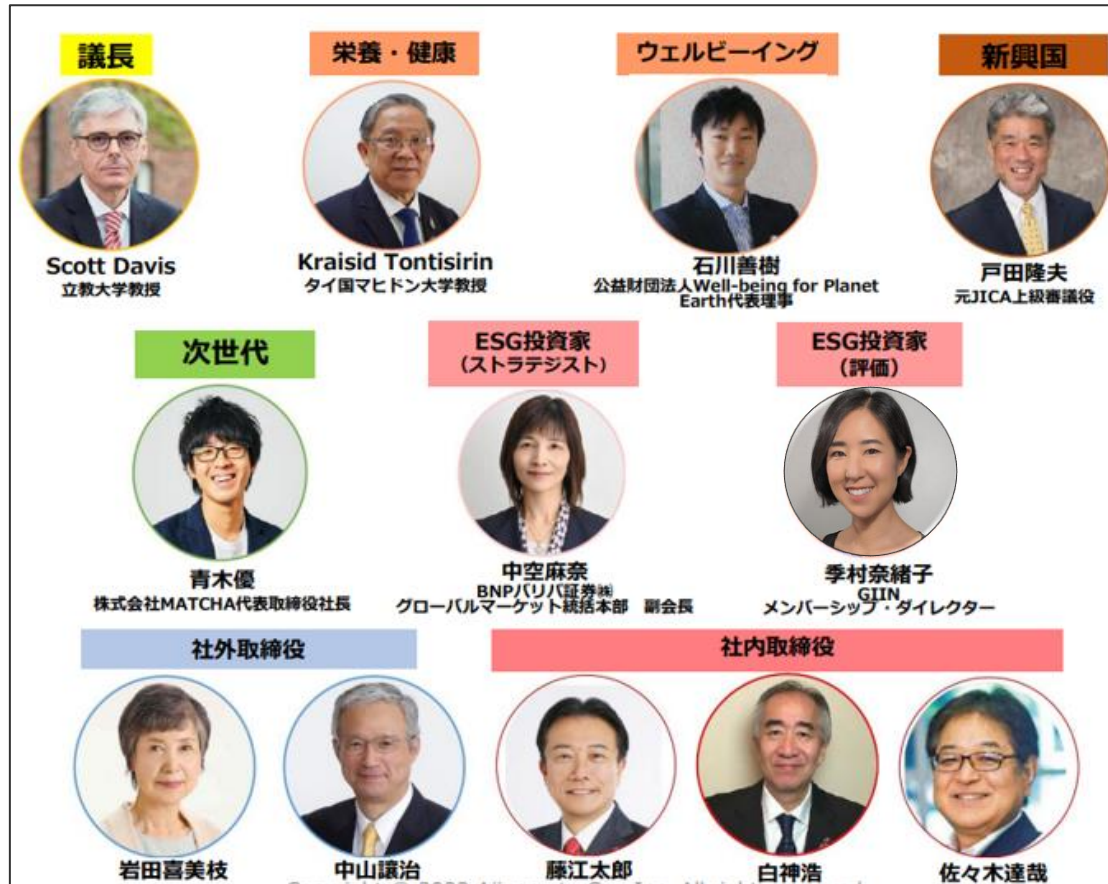 議長
栄養・健康
ウェルビーイング
新興国
Scott Davis
立教大学教授
Kraisid Tontisirin
タイ国マヒドン大学教授
石川善樹
公益財団法人Well-being for Planet
Earth代表理事
戸田隆夫
元JICA上級審議役
次世代
ESG投資家
（ストラテジスト）
ESG投資家
（評価）
青木優
株式会社MATCHA代表取締役社長
中空麻奈
BNPパリバ証券㈱
グローバルマーケット統括本部　副会長
季村奈緒子
GIIN
メンバーシップ・ダイレクター
社外取締役
社内取締役
岩田喜美枝
中山讓治
藤江太郎
白神浩
佐々木達哉